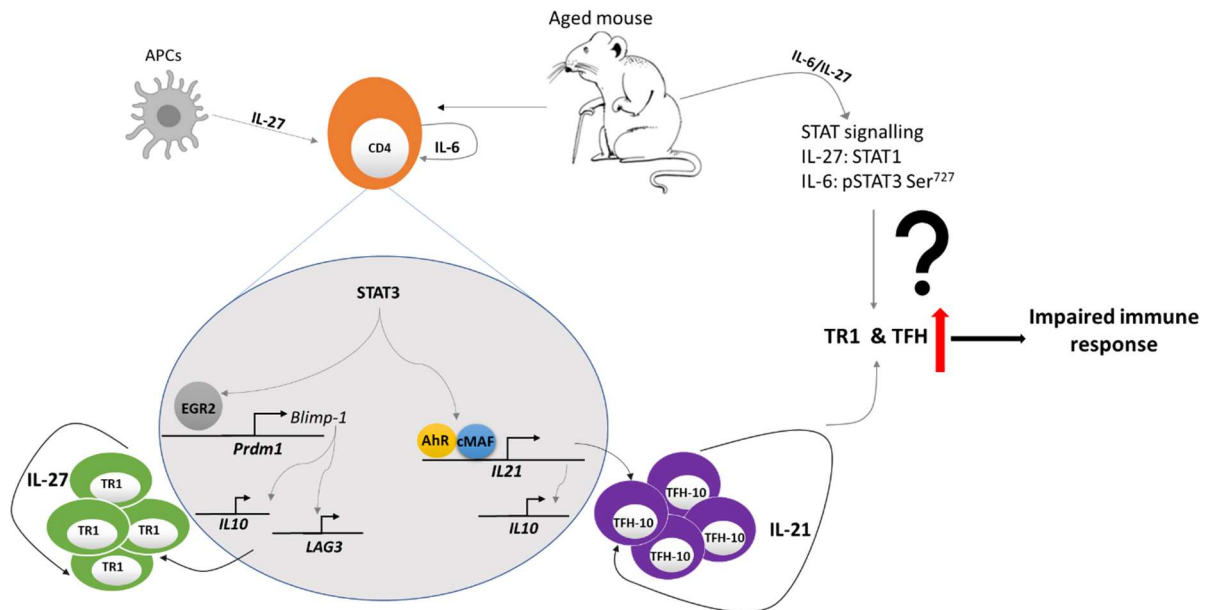 Aged mouse
APCs
IL-27
CD4
IL-6
IL-6/IL-27
STAT signalling
IL-27: STAT1
IL-6: pSTAT3 Ser⁷²⁷
?
TR1 & TFH
Impaired immune
response
STAT3
EGR2
Blimp-1
Prdm1
IL10
LAG3
AhR
cMAF
IL21
IL10
IL-27
TR1
TR1
TR1
TR1
TFH-10
TFH-10
TFH-10
TFH-10
IL-21